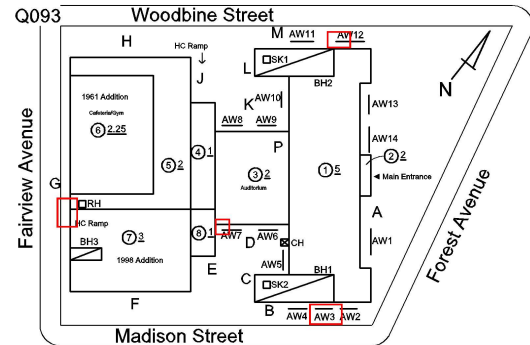 Q093
Woodbine Street
H
M
AW11
AW12
HC Ramp
J
L
SK1
BH2
1961 Addition
Cafeteria/Gym
6 2.25
K
AW10
AW13
AW8
AW9
4 1
5 2
P
AW14
3 2
Auditorium
1 5
2 2
Main Entrance
N
Fairview Avenue
G
RH
HC Ramp
7 3
1998 Addition
BH3
8 1
AW7
D
AW6
CH
AW5
A
AW1
E
C
SK2
BH1
F
B
AW4
AW3
AW2
Forest Avenue
Madison Street